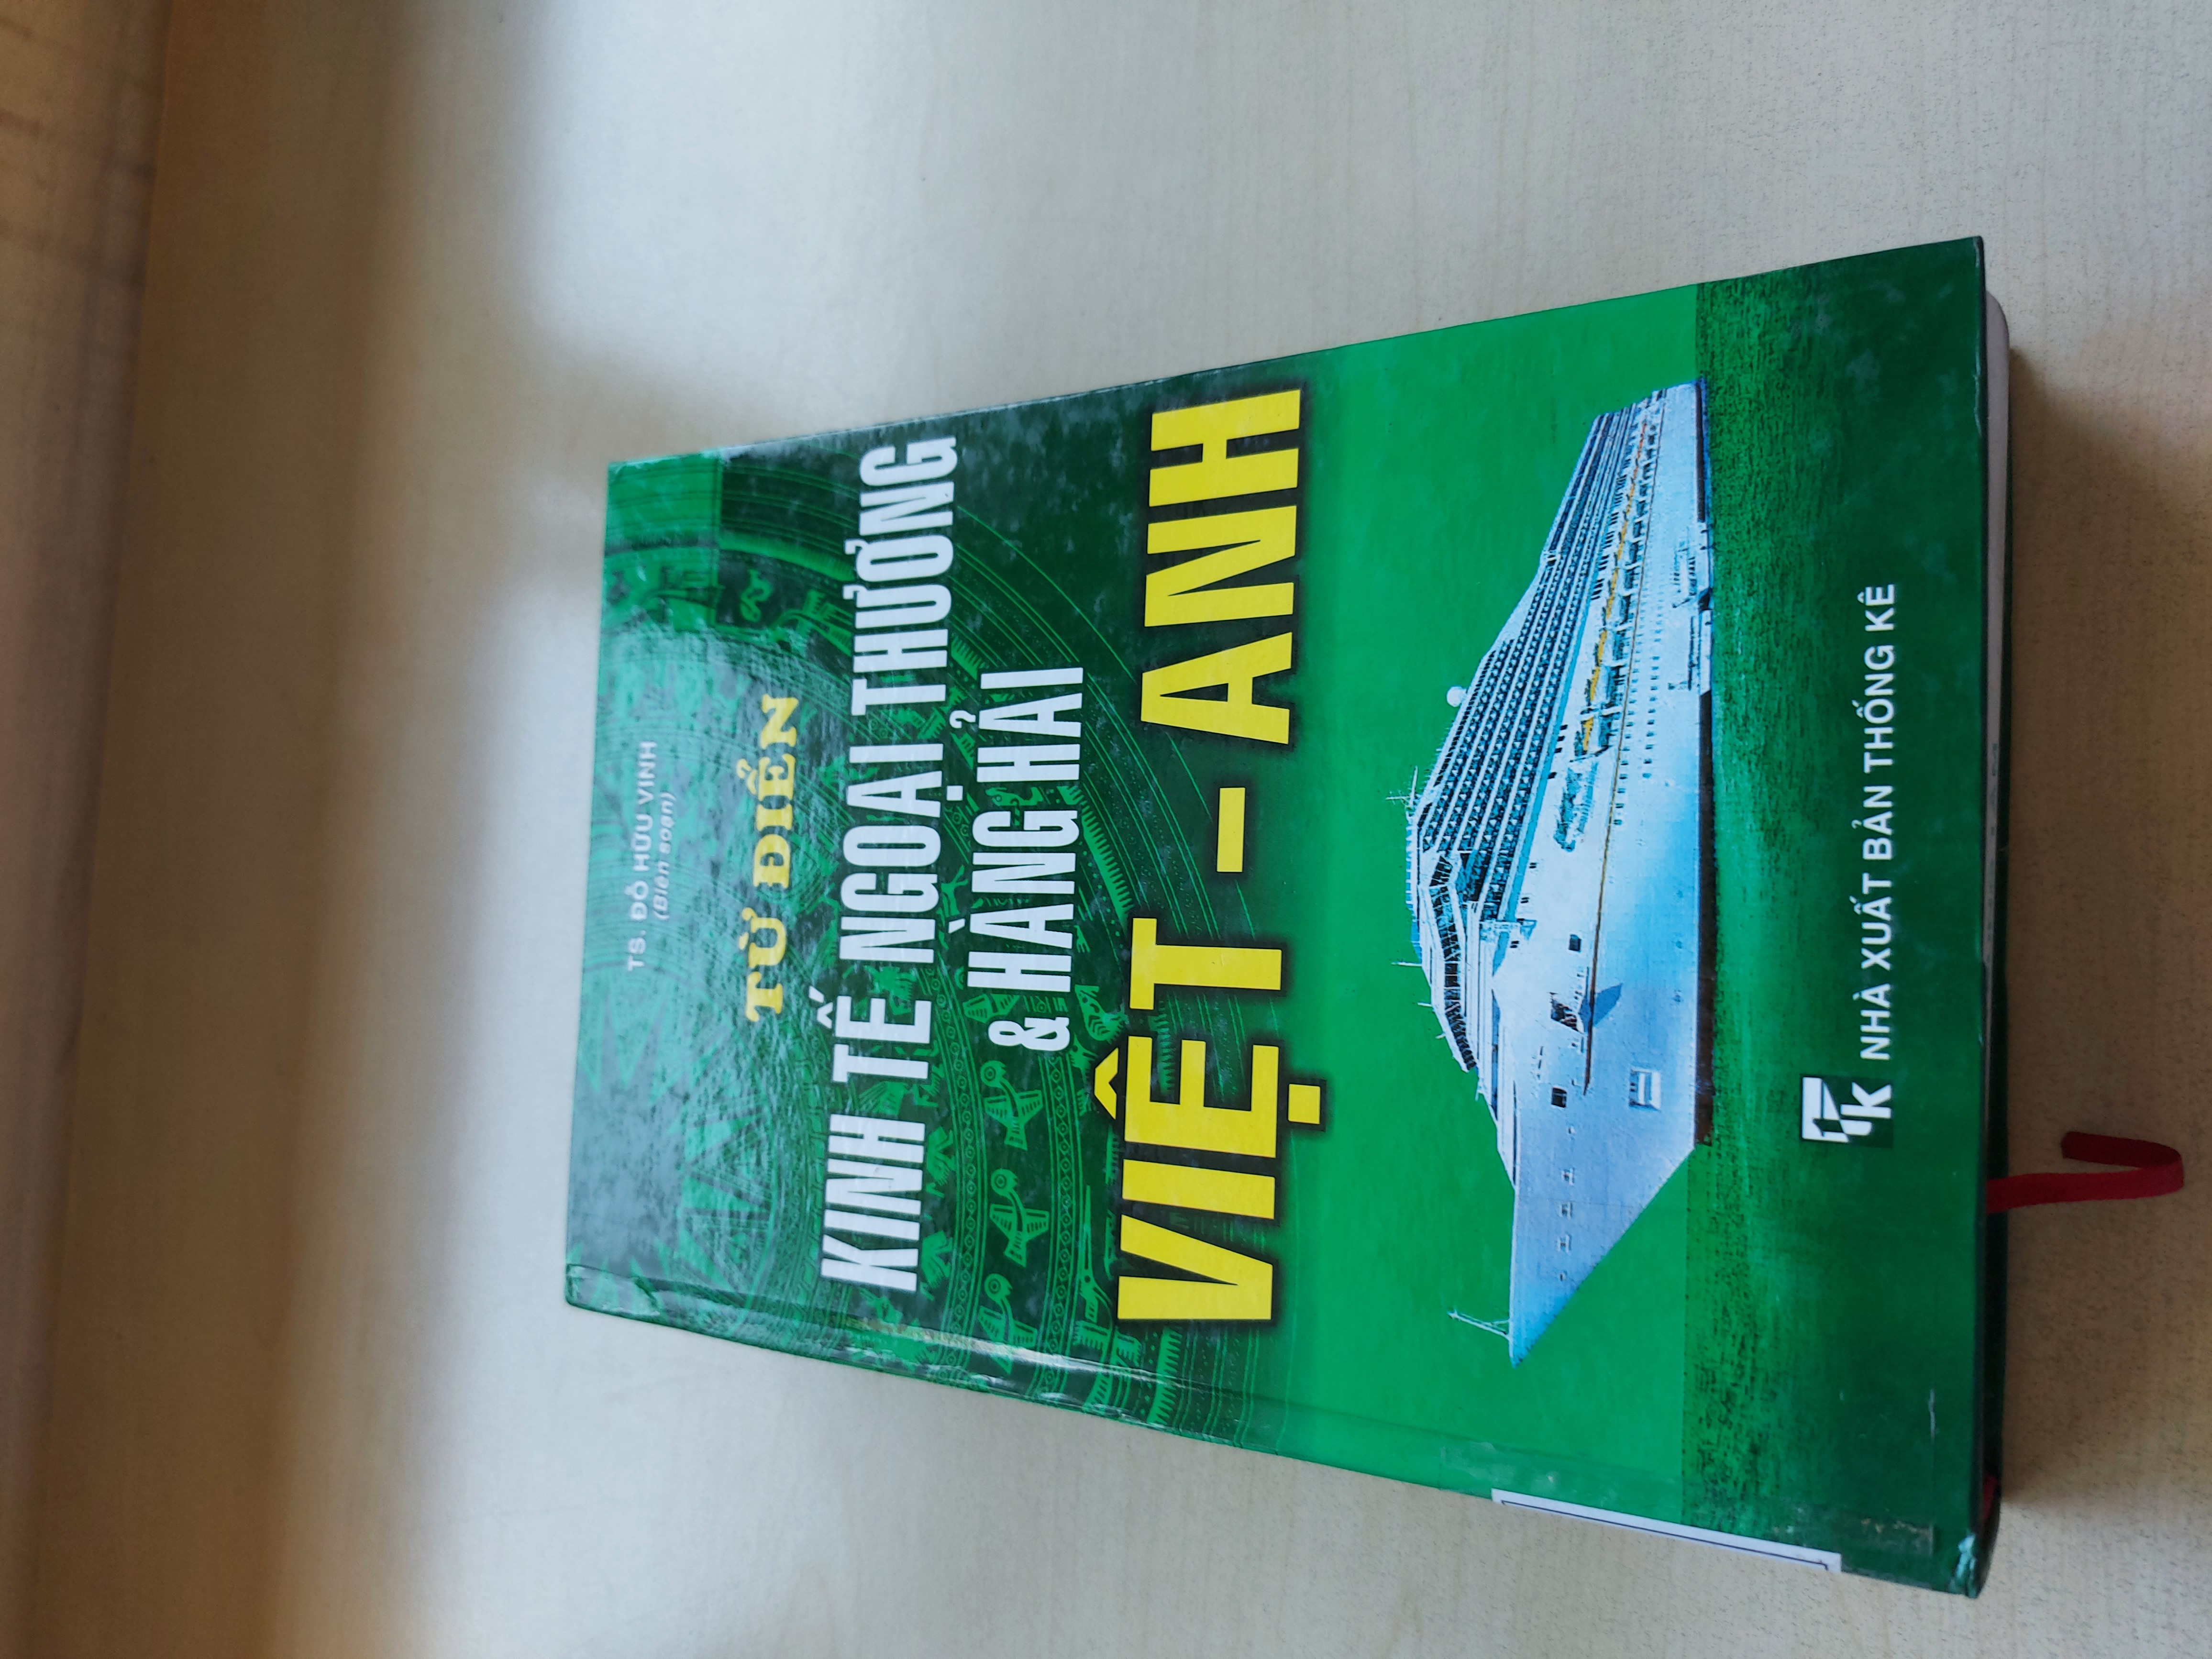 TS. ĐỖ HỮU VINH
(Biên soạn)
TỪ ĐIỂN
KINH TẾ NGOẠI THƯƠNG
& HÀNG HẢI
VIỆT – ANH
tk NHÀ XUẤT BẢN THỐNG KÊ